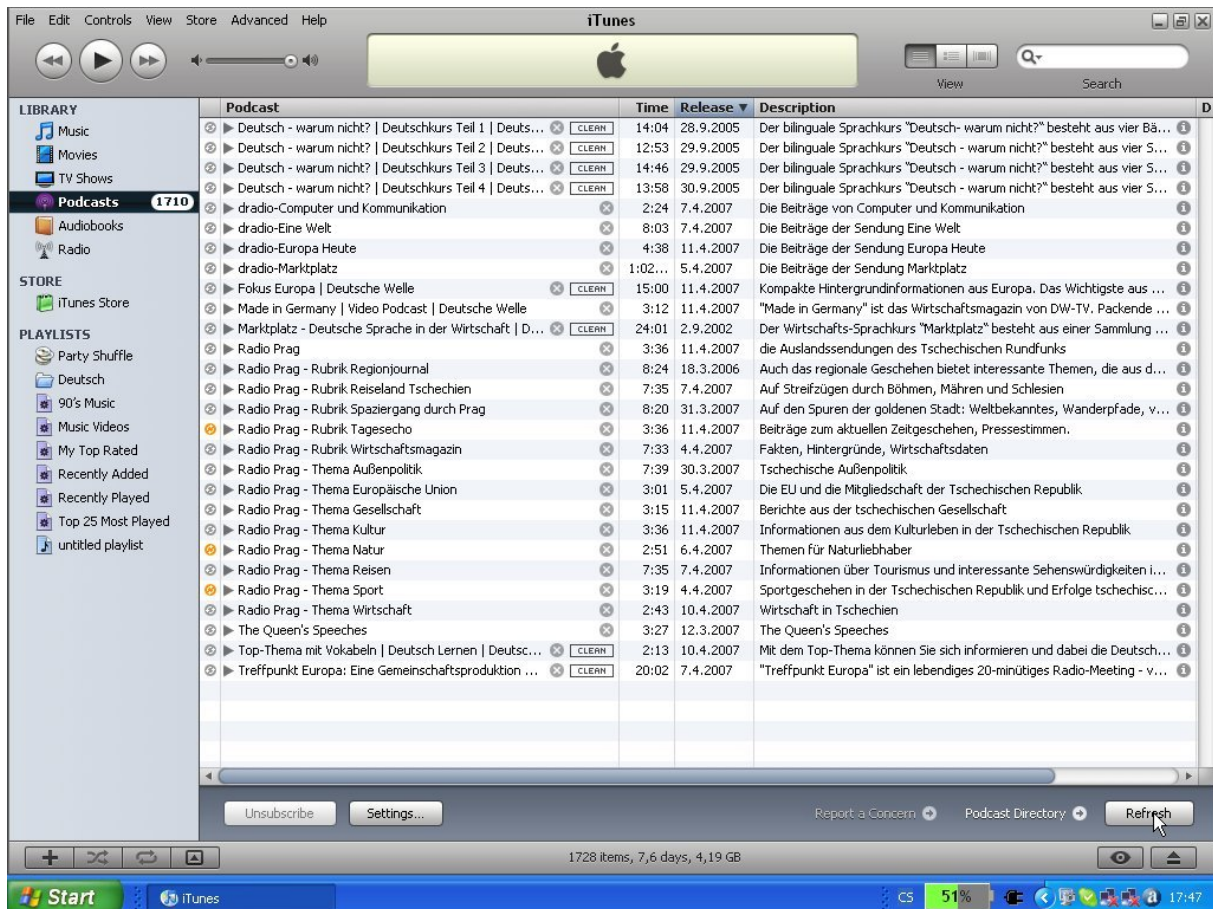 File Edit Controls View Store Advanced Help iTunes
View Search
LIBRARY
Music
Movies
TV Shows
Podcasts 1710
Audiobooks
Radio
STORE
iTunes Store
PLAYLISTS
Party Shuffle
Deutsch
90's Music
Music Videos
My Top Rated
Recently Added
Recently Played
Top 25 Most Played
untitled playlist
Podcast Time Release Description D
Deutsch - warum nicht? | Deutschkurs Teil 1 | Deuts... CLEAN 14:04 28.9.2005 Der bilinguale Sprachkurs "Deutsch- warum nicht?" besteht aus vier Bä...
Deutsch - warum nicht? | Deutschkurs Teil 2 | Deuts... CLEAN 12:53 29.9.2005 Der bilinguale Sprachkurs "Deutsch - warum nicht?" besteht aus vier S...
Deutsch - warum nicht? | Deutschkurs Teil 3 | Deuts... CLEAN 14:46 29.9.2005 Der bilinguale Sprachkurs "Deutsch - warum nicht?" besteht aus vier S...
Deutsch - warum nicht? | Deutschkurs Teil 4 | Deuts... CLEAN 13:58 30.9.2005 Der bilinguale Sprachkurs "Deutsch - warum nicht?" besteht aus vier S...
dradio-Computer und Kommunikation 2:24 7.4.2007 Die Beiträge von Computer und Kommunikation
dradio-Eine Welt 8:03 7.4.2007 Die Beiträge der Sendung Eine Welt
dradio-Europa Heute 4:38 11.4.2007 Die Beiträge der Sendung Europa Heute
dradio-Marktplatz 1:02... 5.4.2007 Die Beiträge der Sendung Marktplatz
Fokus Europa | Deutsche Welle CLEAN 15:00 11.4.2007 Kompakte Hintergrundinformationen aus Europa. Das Wichtigste aus ...
Made in Germany | Video Podcast | Deutsche Welle 3:12 11.4.2007 "Made in Germany" ist das Wirtschaftsmagazin von DW-TV. Packende ...
Marktplatz - Deutsche Sprache in der Wirtschaft | D... CLEAN 24:01 2.9.2002 Der Wirtschafts-Sprachkurs "Marktplatz" besteht aus einer Sammlung ...
Radio Prag 3:36 11.4.2007 die Auslandssendungen des Tschechischen Rundfunks
Radio Prag - Rubrik Regionjournal 8:24 18.3.2006 Auch das regionale Geschehen bietet interessante Themen, die aus d...
Radio Prag - Rubrik Reiseland Tschechien 7:35 7.4.2007 Auf Streifzügen durch Böhmen, Mähren und Schlesien
Radio Prag - Rubrik Spaziergang durch Prag 8:20 31.3.2007 Auf den Spuren der goldenen Stadt: Weltbekanntes, Wanderpfade, v...
Radio Prag - Rubrik Tagesecho 3:36 11.4.2007 Beiträge zum aktuellen Zeitgeschehen, Pressestimmen.
Radio Prag - Rubrik Wirtschaftsmagazin 7:33 4.4.2007 Fakten, Hintergründe, Wirtschaftsdaten
Radio Prag - Thema Außenpolitik 7:39 30.3.2007 Tschechische Außenpolitik
Radio Prag - Thema Europäische Union 3:01 5.4.2007 Die EU und die Mitgliedschaft der Tschechischen Republik
Radio Prag - Thema Gesellschaft 3:15 11.4.2007 Berichte aus der tschechischen Gesellschaft
Radio Prag - Thema Kultur 3:36 11.4.2007 Informationen aus dem Kulturleben in der Tschechischen Republik
Radio Prag - Thema Natur 2:51 6.4.2007 Themen für Naturliebhaber
Radio Prag - Thema Reisen 7:35 7.4.2007 Informationen über Tourismus und interessante Sehenswürdigkeiten i...
Radio Prag - Thema Sport 3:19 4.4.2007 Sportgeschehen in der Tschechischen Republik und Erfolge tschechisc...
Radio Prag - Thema Wirtschaft 2:43 10.4.2007 Wirtschaft in Tschechien
The Queen's Speeches 3:27 12.3.2007 The Queen's Speeches
Top-Thema mit Vokabeln | Deutsch Lernen | Deutsc... CLEAN 2:13 10.4.2007 Mit dem Top-Thema können Sie sich informieren und dabei die Deutsch...
Treffpunkt Europa: Eine Gemeinschaftsproduktion ... CLEAN 20:02 7.4.2007 "Treffpunkt Europa" ist ein lebendiges 20-minütiges Radio-Meeting - v...
Unsubscribe Settings... Report a Concern Podcast Directory Refresh
1728 items, 7,6 days, 4,19 GB
Start iTunes CS 51% 17:47